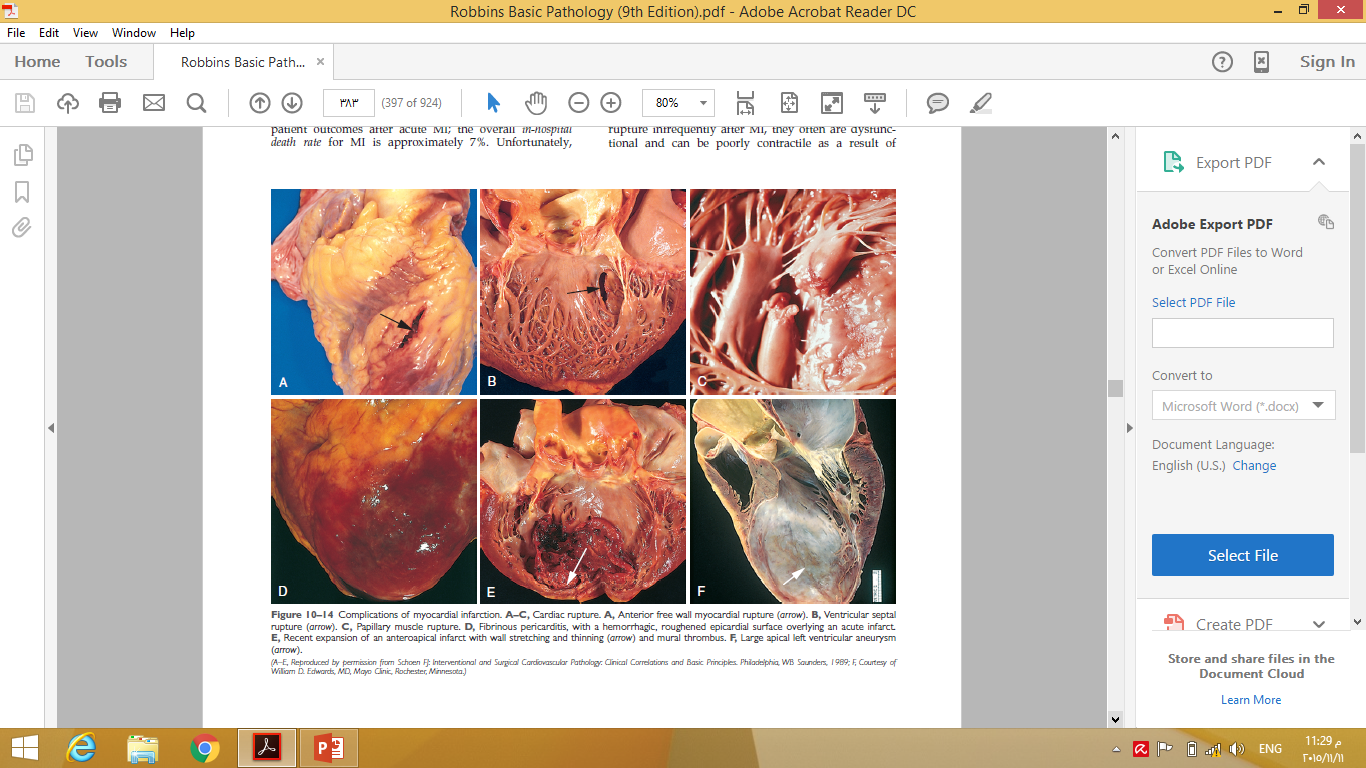 Robbins Basic Pathology (9th Edition).pdf - Adobe Acrobat Reader DC
File Edit View Window Help
Home Tools Robbins Basic Path... × Sign In
٣٨٣ (397 of 924) 80%
patient outcomes after acute MI; the overall in-hospital
death rate for MI is approximately 7%. Unfortunately,
rupture infrequently after MI, they often are dysfunc-
tional and can be poorly contractile as a result of
A
B
C
D
E
F
Figure 10–14 Complications of myocardial infarction. A–C, Cardiac rupture. A, Anterior free wall myocardial rupture (arrow). B, Ventricular septal
rupture (arrow). C, Papillary muscle rupture. D, Fibrinous pericarditis, with a hemorrhagic, roughened epicardial surface overlying an acute infarct.
E, Recent expansion of an anteroapical infarct with wall stretching and thinning (arrow) and mural thrombus. F, Large apical left ventricular aneurysm
(arrow).
(A–E, Reproduced by permission from Schoen FJ: Interventional and Surgical Cardiovascular Pathology: Clinical Correlations and Basic Principles. Philadelphia, WB Saunders, 1989; F, Courtesy of
William D. Edwards, MD, Mayo Clinic, Rochester, Minnesota.)
Export PDF
Adobe Export PDF
Convert PDF Files to Word
or Excel Online
Select PDF File
Convert to
Microsoft Word (*.docx)
Document Language:
English (U.S.) Change
Select File
Create PDF
Store and share files in the
Document Cloud
Learn More
ENG
11:29 م
٢٠١٥/١١/١١